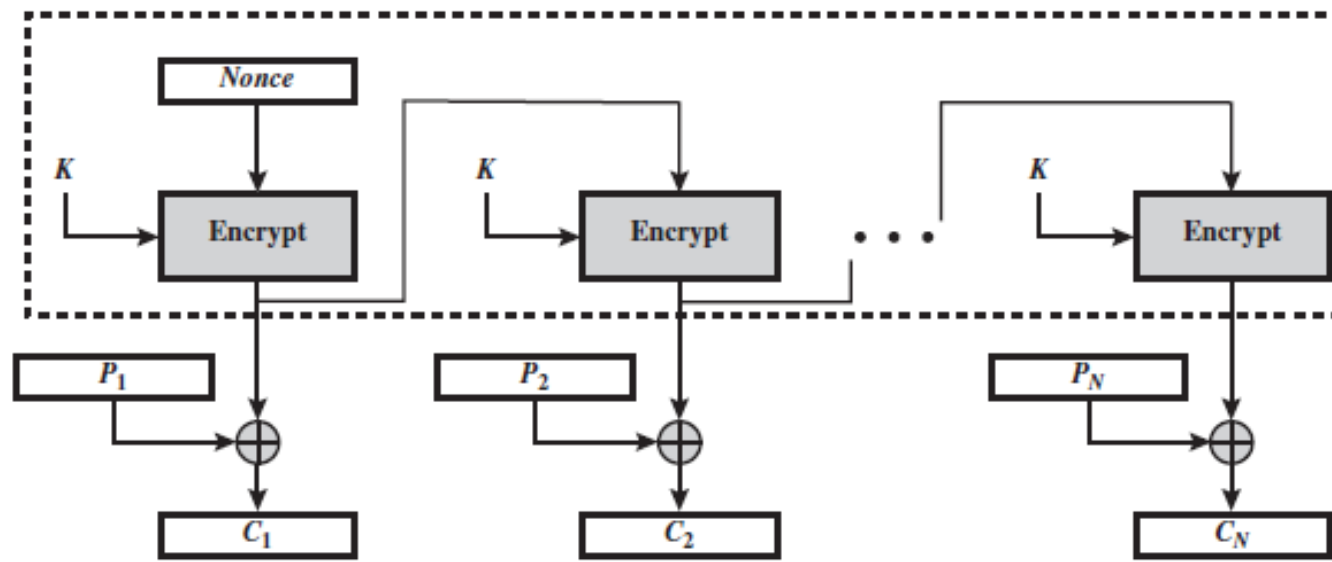 Nonce
K K K
Encrypt Encrypt • • • Encrypt
P1 P2 PN
C1 C2 CN